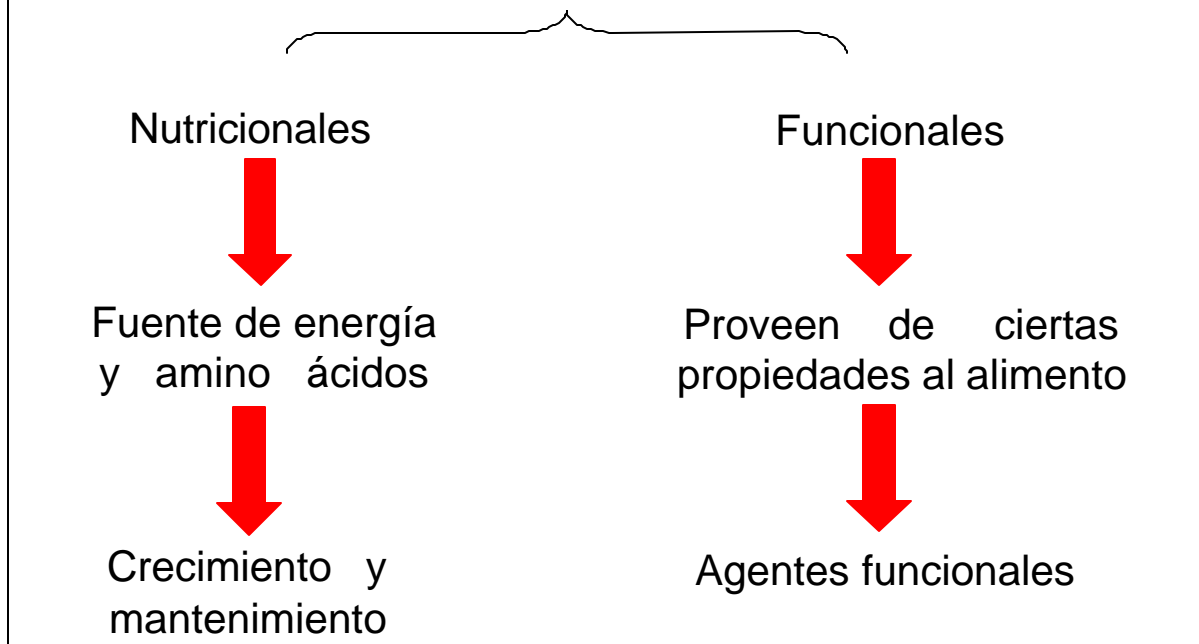 Nutricionales
Funcionales
Fuente de energía
y amino ácidos
Proveen de ciertas
propiedades al alimento
Crecimiento y
mantenimiento
Agentes funcionales